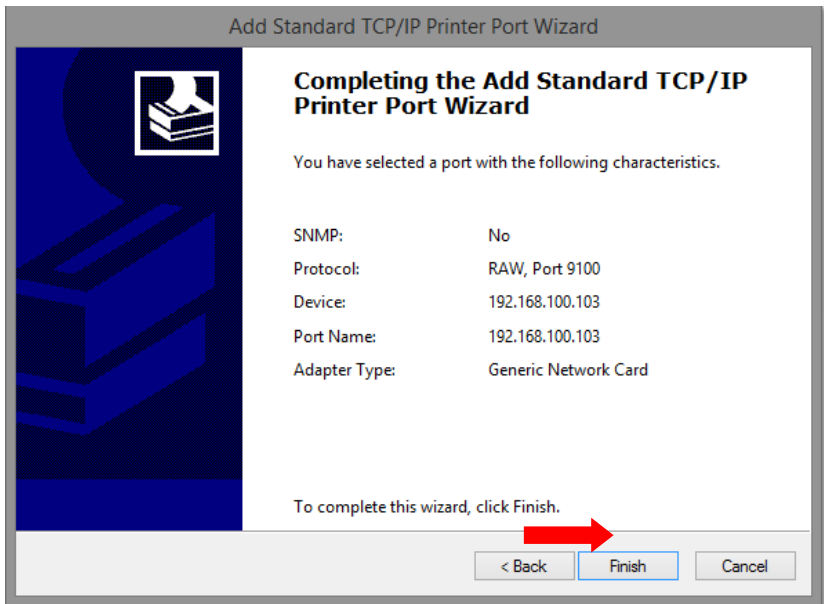 Add Standard TCP/IP Printer Port Wizard
Completing the Add Standard TCP/IP
Printer Port Wizard
You have selected a port with the following characteristics.
SNMP: No
Protocol: RAW, Port 9100
Device: 192.168.100.103
Port Name: 192.168.100.103
Adapter Type: Generic Network Card
To complete this wizard, click Finish.
< Back Finish Cancel